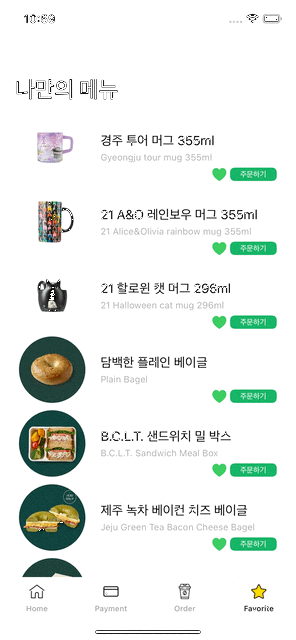 10:59
나만의 메뉴
경주 투어 머그 355ml
Gyeongju tour mug 355ml
주문하기
21 A&O 레인보우 머그 355ml
21 Alice&Olivia rainbow mug 355ml
주문하기
21 할로윈 캣 머그 296ml
21 Halloween cat mug 296ml
주문하기
담백한 플레인 베이글
Plain Bagel
주문하기
B.C.L.T. 샌드위치 밀 박스
B.C.L.T. Sandwich Meal Box
주문하기
제주 녹차 베이컨 치즈 베이글
Jeju Green Tea Bacon Cheese Bagel
주문하기
Home Payment Order Favorite